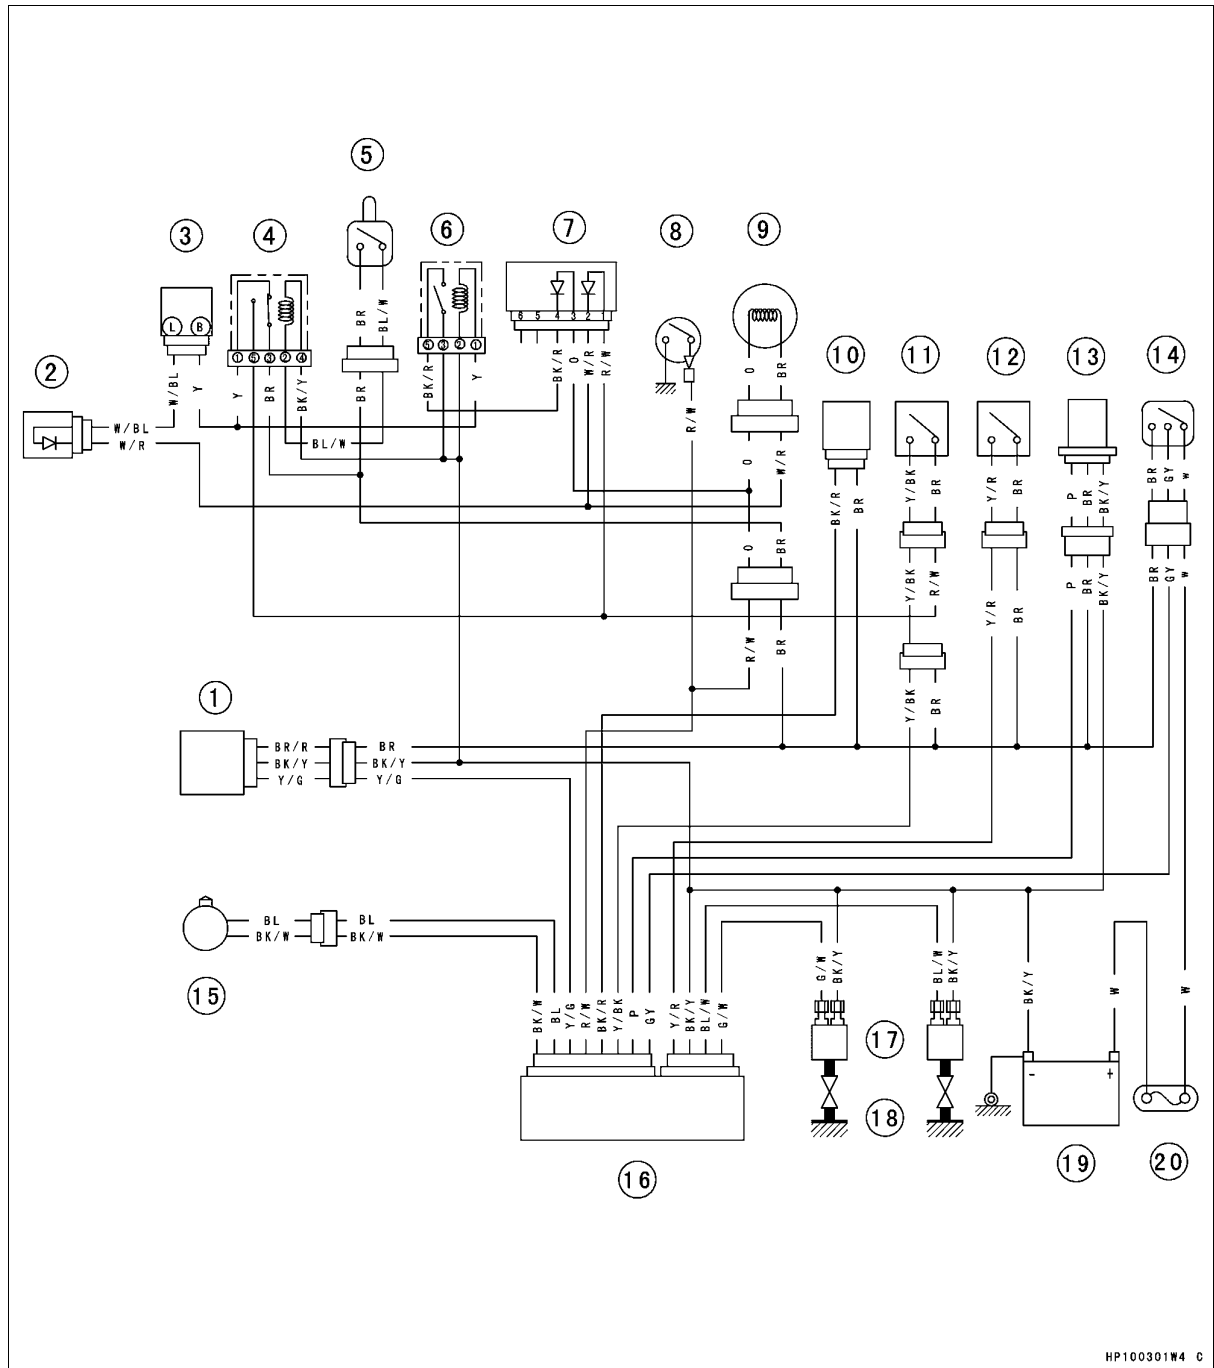 5
3
4
6
7
8
9
L
B
1 5 3 2 4
5 3 2 1
6 5 4 3 2 1
10
11
12
13
14
2
W/BL
W/R
W/BL
Y
Y
BR
BK/Y
BR
BL/W
BR
BL/W
BK/R
Y
BK/R
O
W/R
R/W
R/W
O
BR
O
W/R
O
BR
R/W
BR
BK/R
BR
Y/BK
BR
Y/BK
R/W
Y/BK
BR
Y/R
BR
Y/R
BR
P
BR
BK/Y
P
BR
BK/Y
BR
GY
W
BR
GY
W
1
BR/R
BK/Y
Y/G
BR
BK/Y
Y/G
BL
BK/W
BL
BK/W
15
BK/W
BL
Y/G
R/W
BK/R
Y/BK
P
GY
Y/R
BK/Y
BL/W
G/W
G/W
BK/Y
BL/W
BK/Y
BK/Y
W
W
- +
17
18
16
19
20
HP100301W4 C